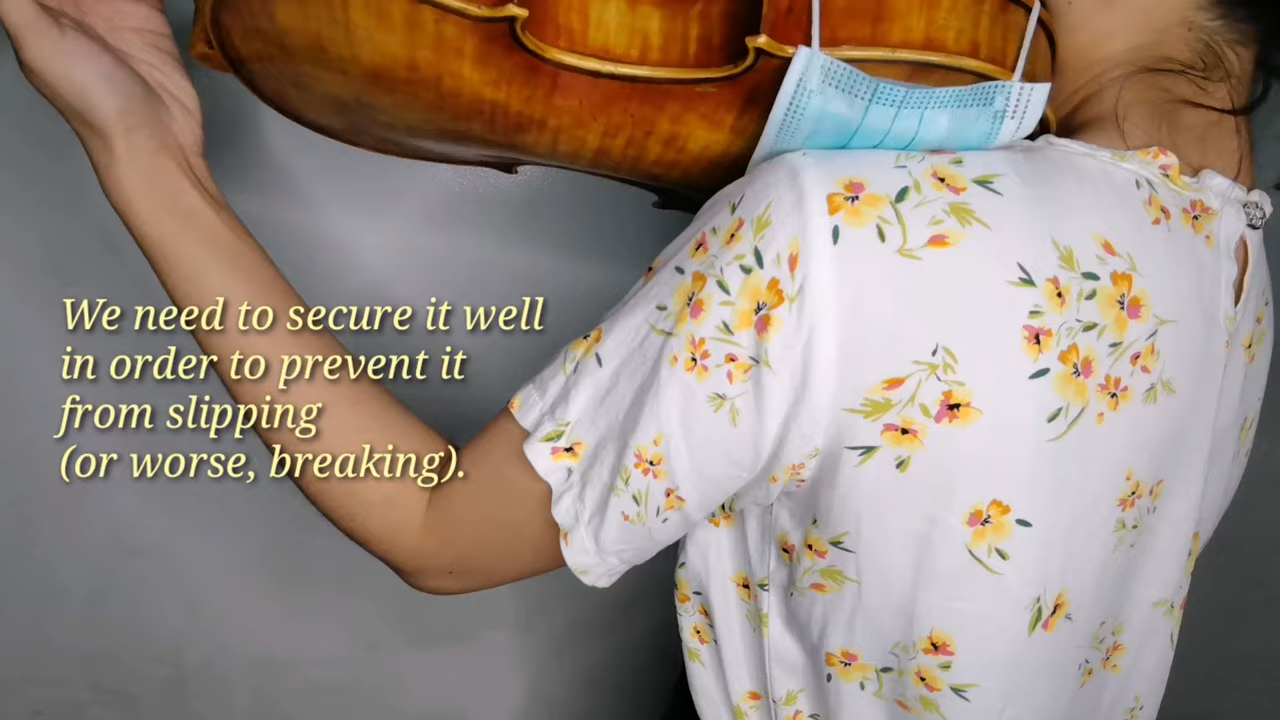 We need to secure it well
in order to prevent it
from slipping
(or worse, breaking).